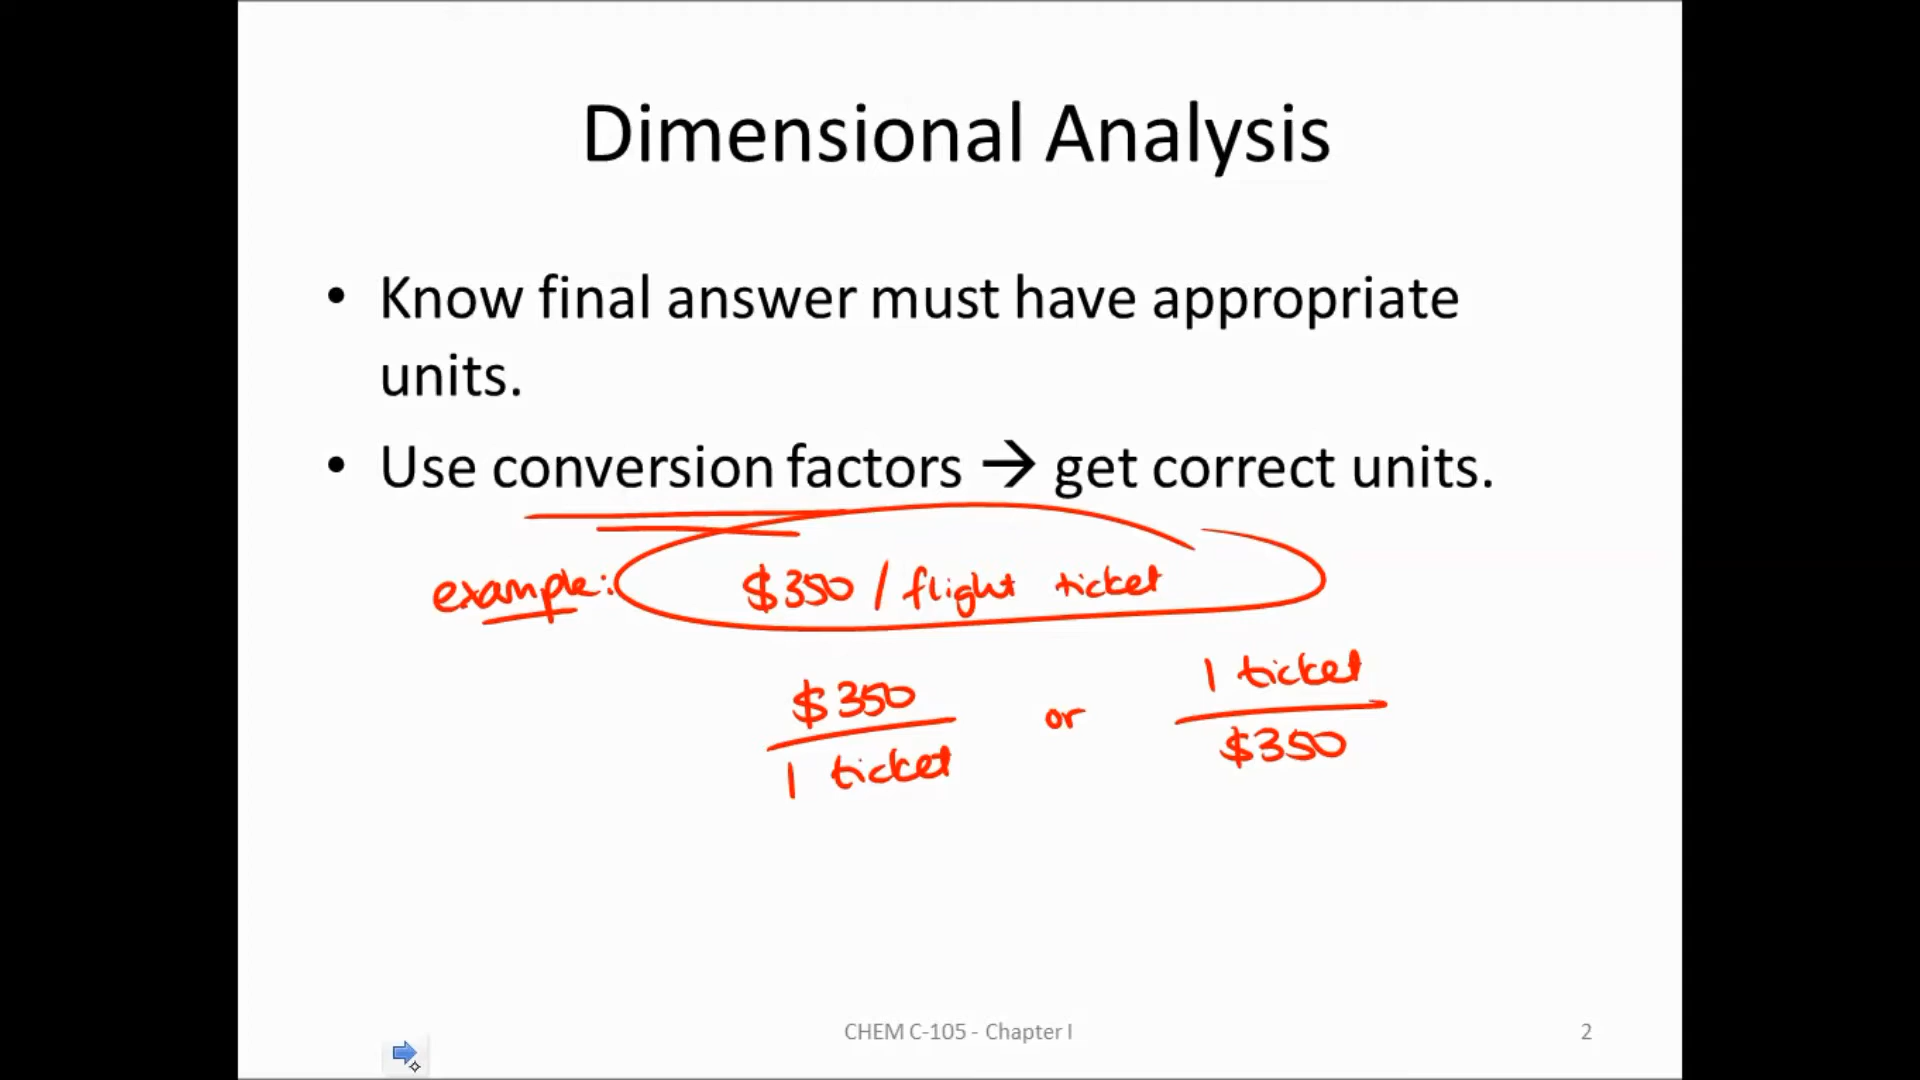 Dimensional Analysis
• Know final answer must have appropriate
units.
• Use conversion factors → get correct units.
example: $350 / flight ticket
$350 or 1 ticket
1 ticket $350
CHEM C-105 - Chapter I 2